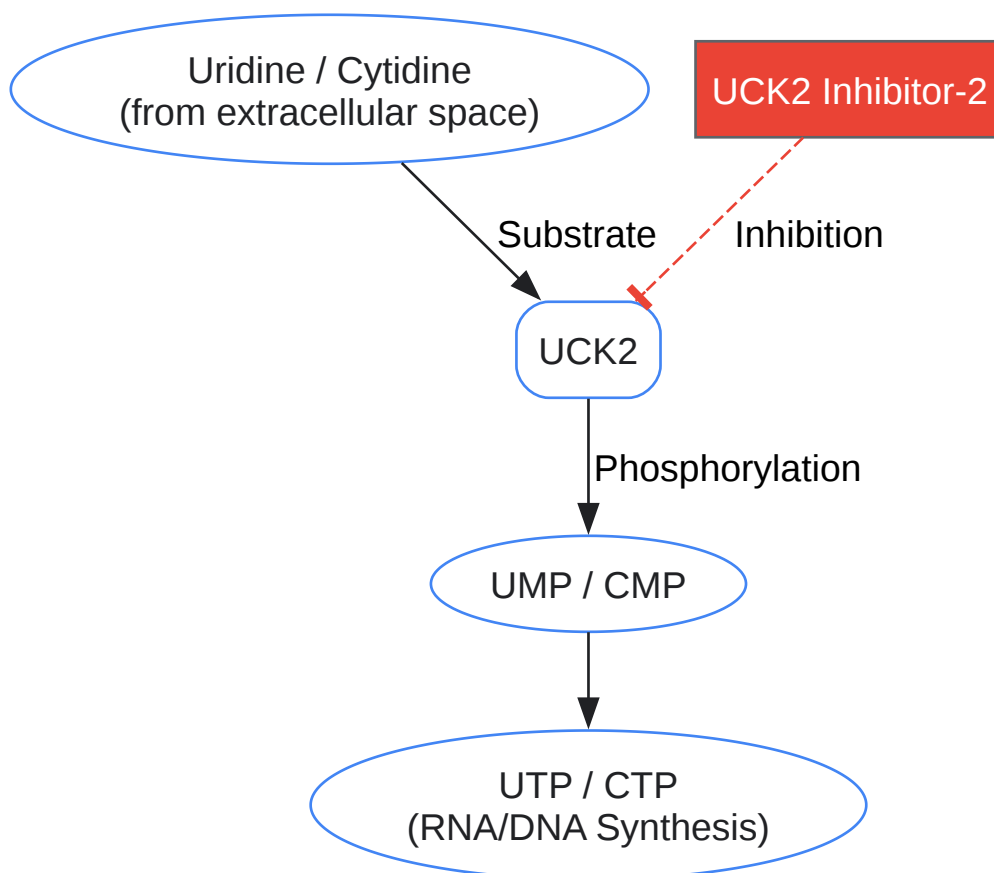 Uridine / Cytidine
(from extracellular space)
UCK2 Inhibitor-2
Substrate
Inhibition
UCK2
Phosphorylation
UMP / CMP
UTP / CTP
(RNA/DNA Synthesis)